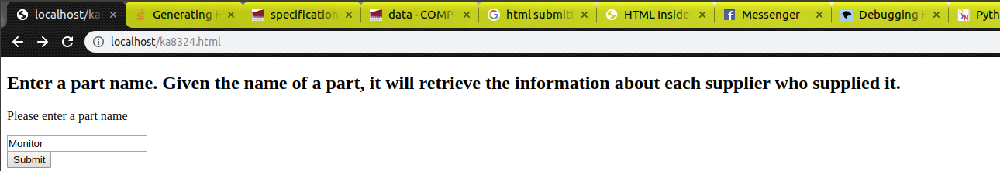 localhost/ka
Generating
specification
data - COMP
html submitt
HTML Inside
Messenger
Debugging
Pyth
localhost/ka8324.html
Enter a part name. Given the name of a part, it will retrieve the information about each supplier who supplied it.
Please enter a part name
Monitor
Submit